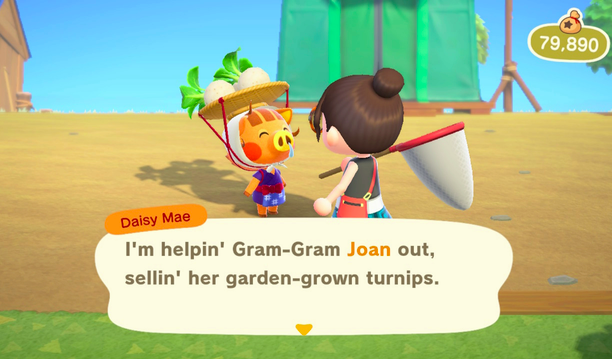 79,890
Daisy Mae
I'm helpin' Gram-Gram Joan out,
sellin' her garden-grown turnips.